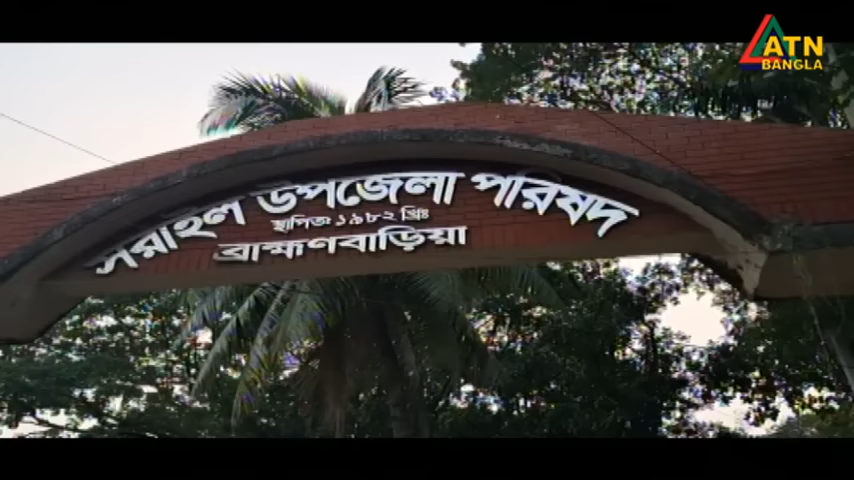 ATN
BANGLA
সরাইল উপজেলা পরিষদ
স্থাপিতঃ ১৯৮২ খ্রিঃ
ব্রাহ্মণবাড়িয়া